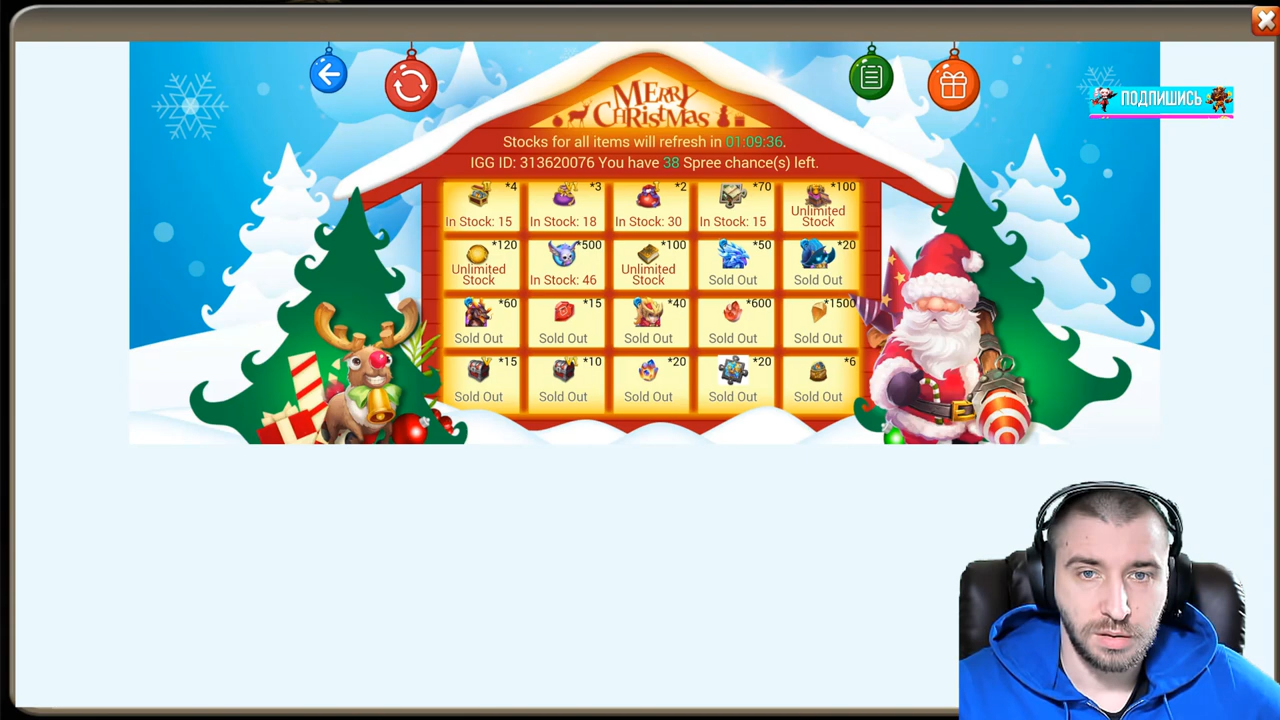 ПОДПИШИСЬ
MERRY
CHRISTMAS
Stocks for all items will refresh in 01:09:36.
IGG ID: 313620076 You have 38 Spree chance(s) left.
*4 *3 *2 *70 *100
In Stock: 15 In Stock: 18 In Stock: 30 In Stock: 15 Unlimited Stock
*120 *500 *100 *50 *20
Unlimited Stock In Stock: 46 Unlimited Stock Sold Out Sold Out
*60 *15 *40 *600 *1500
Sold Out Sold Out Sold Out Sold Out Sold Out
*15 *10 *20 *20 *6
Sold Out Sold Out Sold Out Sold Out Sold Out